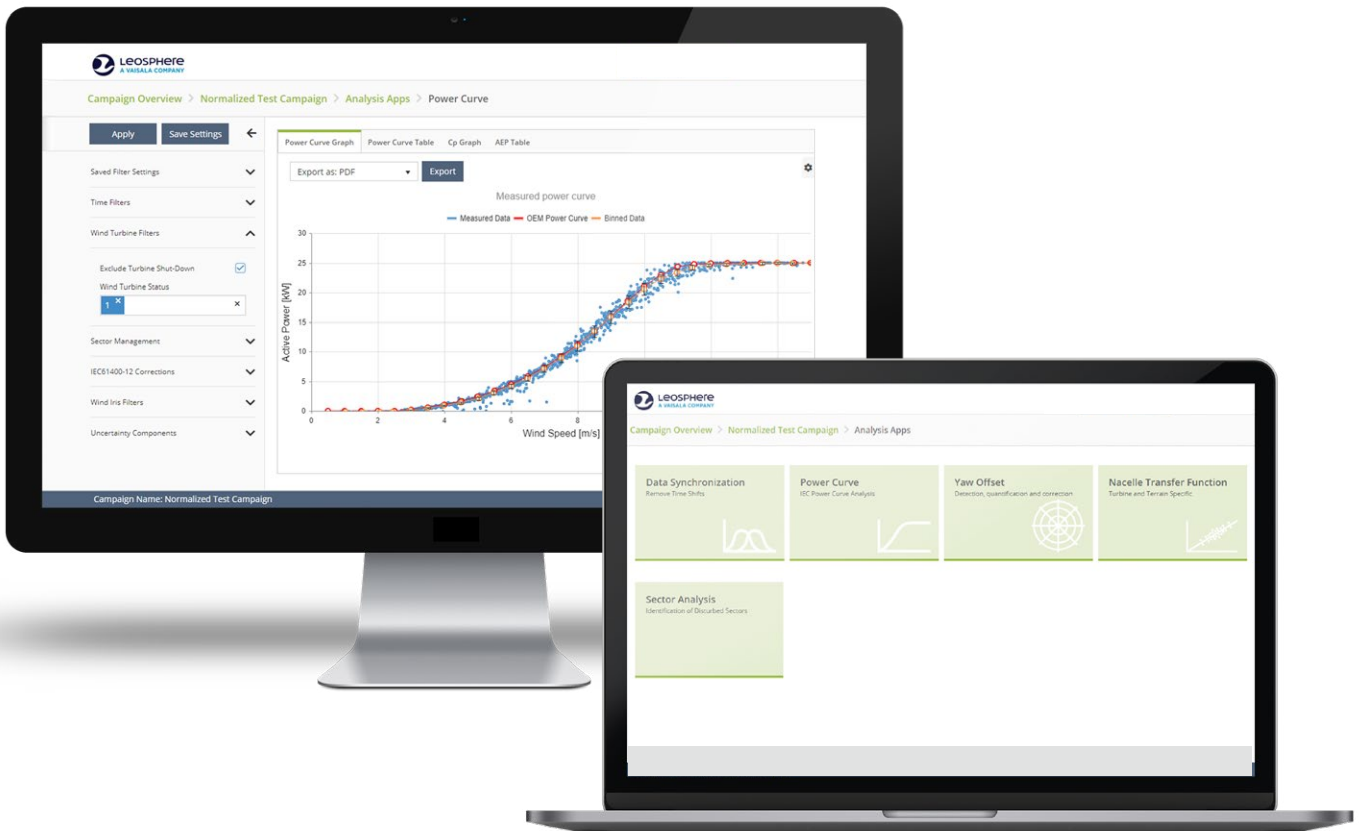 LEOSPHERE
A VAISALA COMPANY
Campaign Overview > Normalized Test Campaign > Analysis Apps > Power Curve
Apply Save Settings
Saved Filter Settings
Time Filters
Wind Turbine Filters
Exclude Turbine Shut-Down
Wind Turbine Status
1 × ×
Sector Management
IEC61400-12 Corrections
Wind Iris Filters
Uncertainty Components
Power Curve Graph Power Curve Table Cp Graph AEP Table
Export as: PDF Export
Measured power curve
Measured Data OEM Power Curve Binned Data
Active Power [kW]
30
25
20
15
10
5
0
0 2 4 6 8
Wind Speed [m/s]
Campaign Name: Normalized Test Campaign
LEOSPHERE
A VAISALA COMPANY
Campaign Overview > Normalized Test Campaign > Analysis Apps
Data Synchronization
Remove Time Shifts
Power Curve
IEC Power Curve Analysis
Yaw Offset
Detection, quantification and correction
Nacelle Transfer Function
Turbine and Terrain Specific
Sector Analysis
Identification of Disturbed Sectors